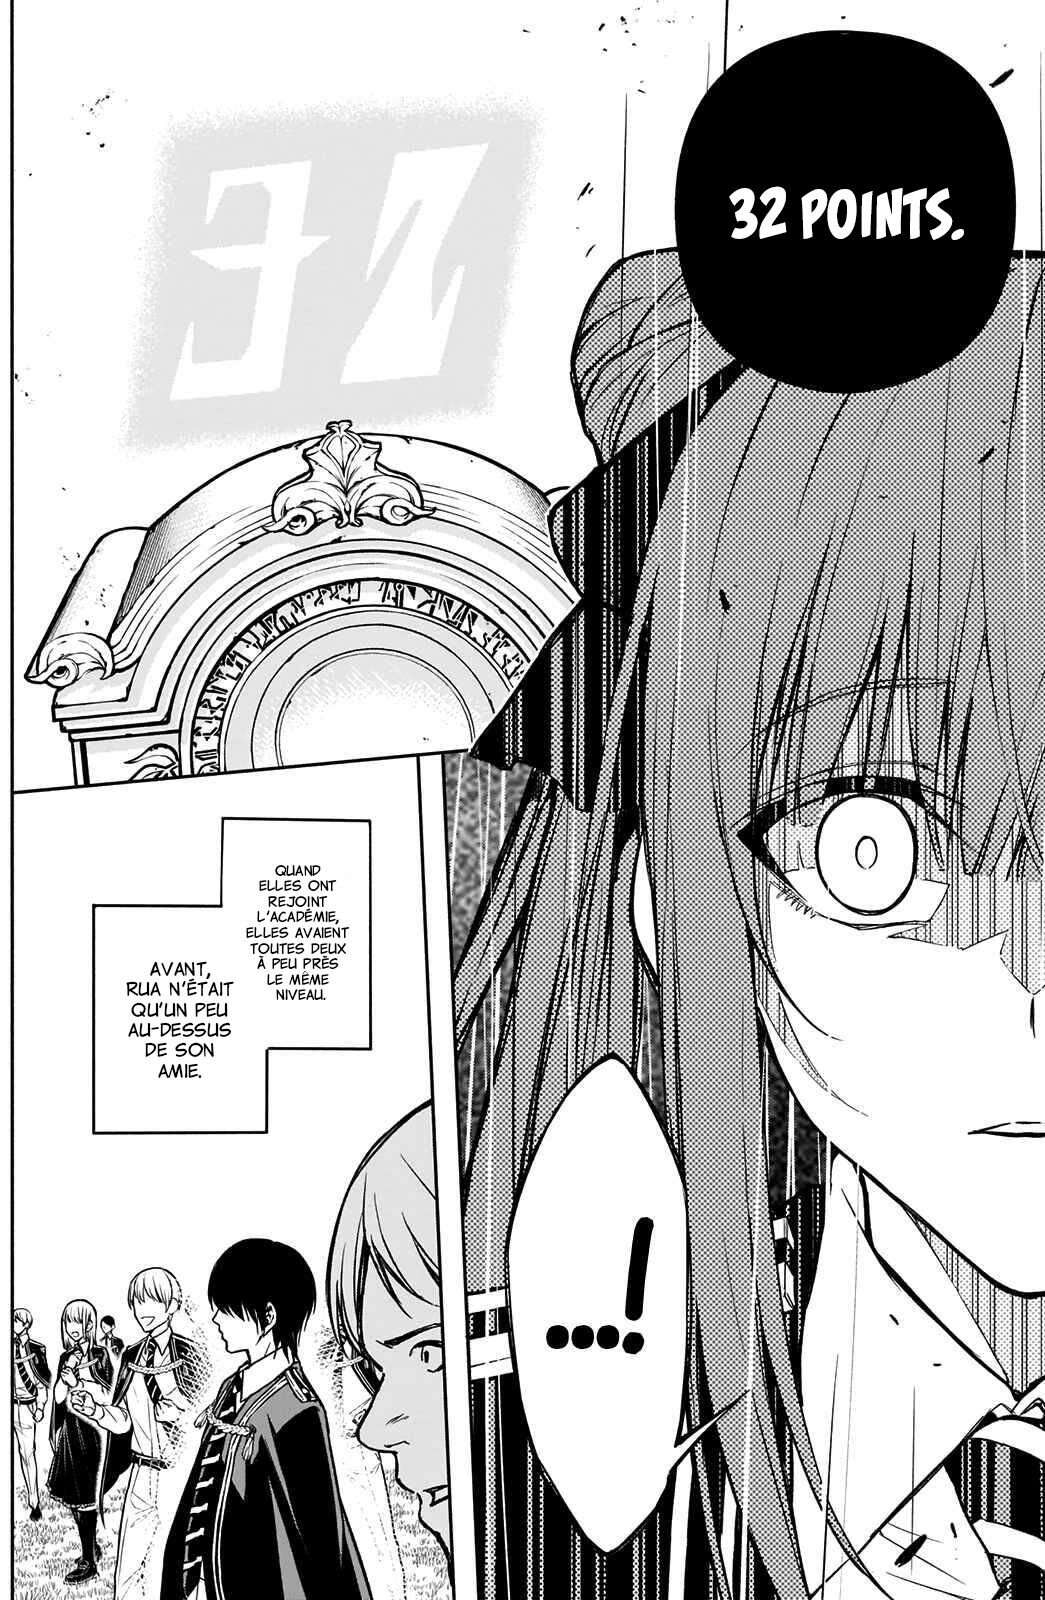 32 POINTS.
32
...!
QUAND
ELLES ONT
REJOINT
L'ACADÉMIE,
ELLES AVAIENT
TOUTES DEUX
À PEU PRÈS
LE MÊME
NIVEAU.
AVANT,
RUA N'ÉTAIT
QU'UN PEU
AU-DESSUS
DE SON
AMIE.